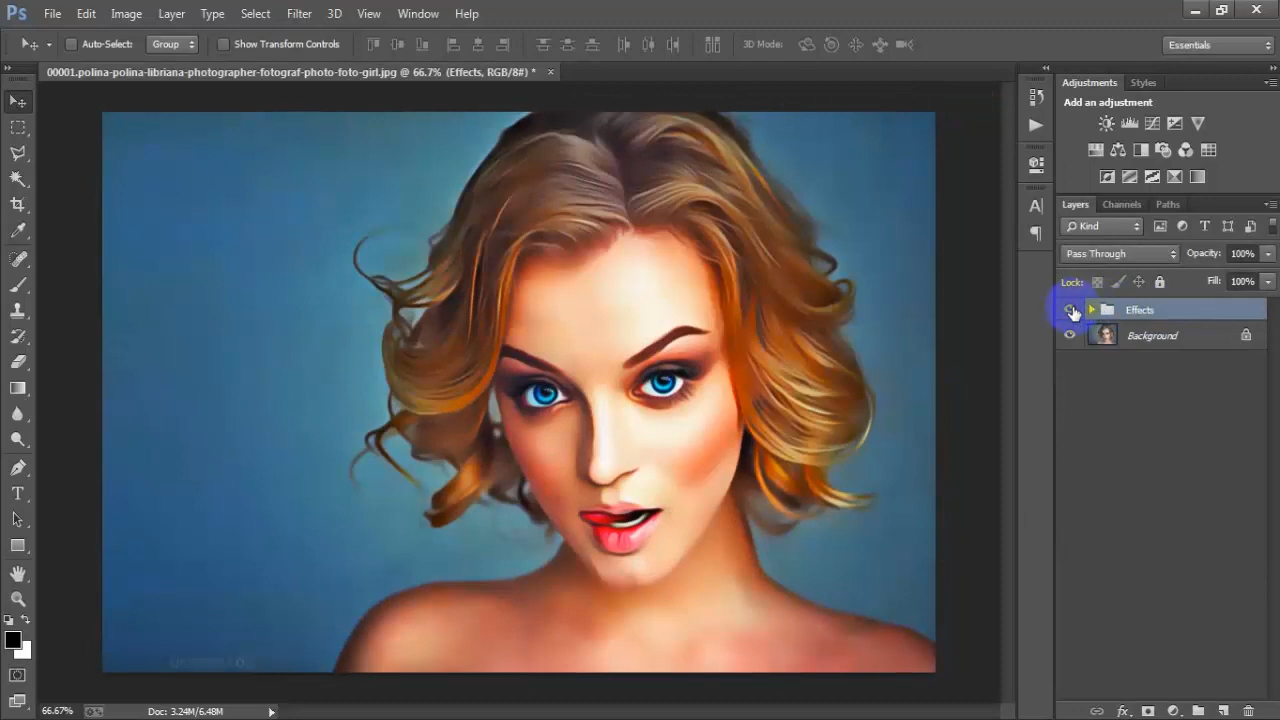 Ps File Edit Image Layer Type Select Filter 3D View Window Help
Auto-Select: Group Show Transform Controls 3D Mode: Essentials
00001.polina-polina-libriana-photographer-fotograf-photo-foto-girl.jpg @ 66.7% (Effects, RGB/8#) *
Adjustments Styles
Add an adjustment
Layers Channels Paths
Kind
Pass Through Opacity: 100%
Lock: Fill: 100%
Effects
Background
66.67% Doc: 3.24M/6.48M